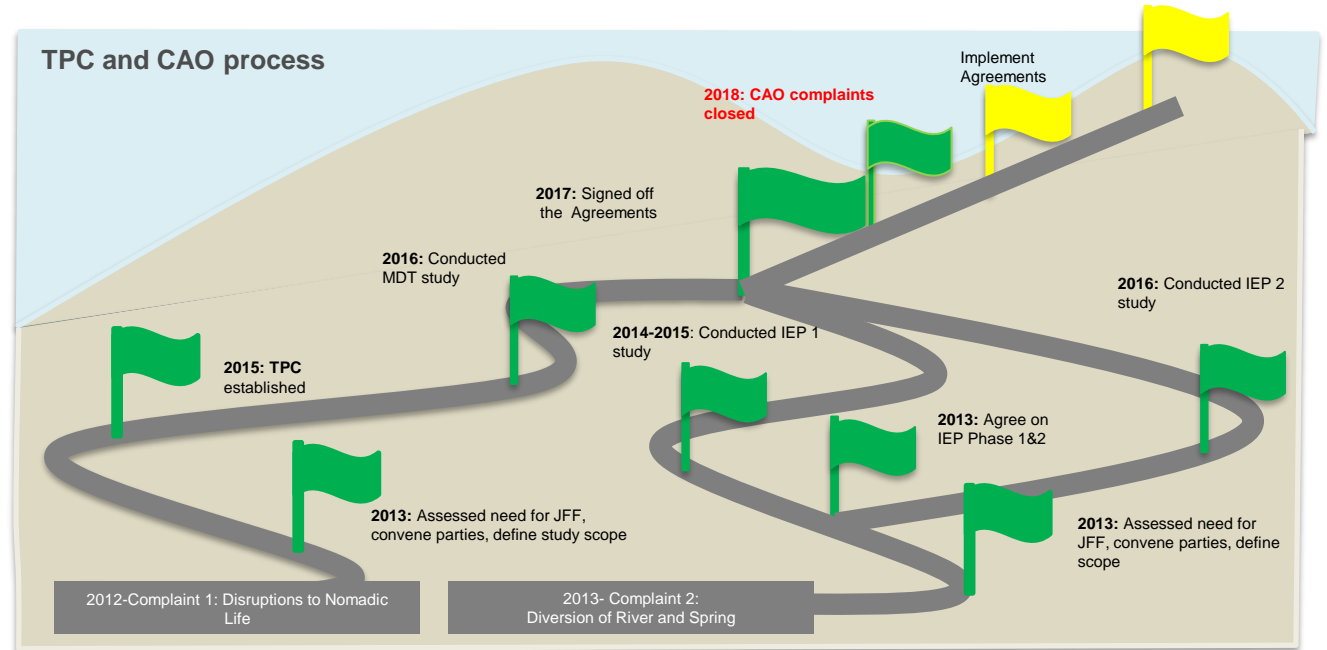 TPC and CAO process
Implement
Agreements
2018: CAO complaints
closed
2017: Signed off
the Agreements
2016: Conducted
MDT study
2016: Conducted IEP 2
study
2014-2015: Conducted IEP 1
study
2015: TPC
established
2013: Agree on
IEP Phase 1&2
2013: Assessed need for JFF,
convene parties, define study scope
2013: Assessed need for
JFF, convene parties, define
scope
2012-Complaint 1: Disruptions to Nomadic
Life
2013- Complaint 2:
Diversion of River and Spring